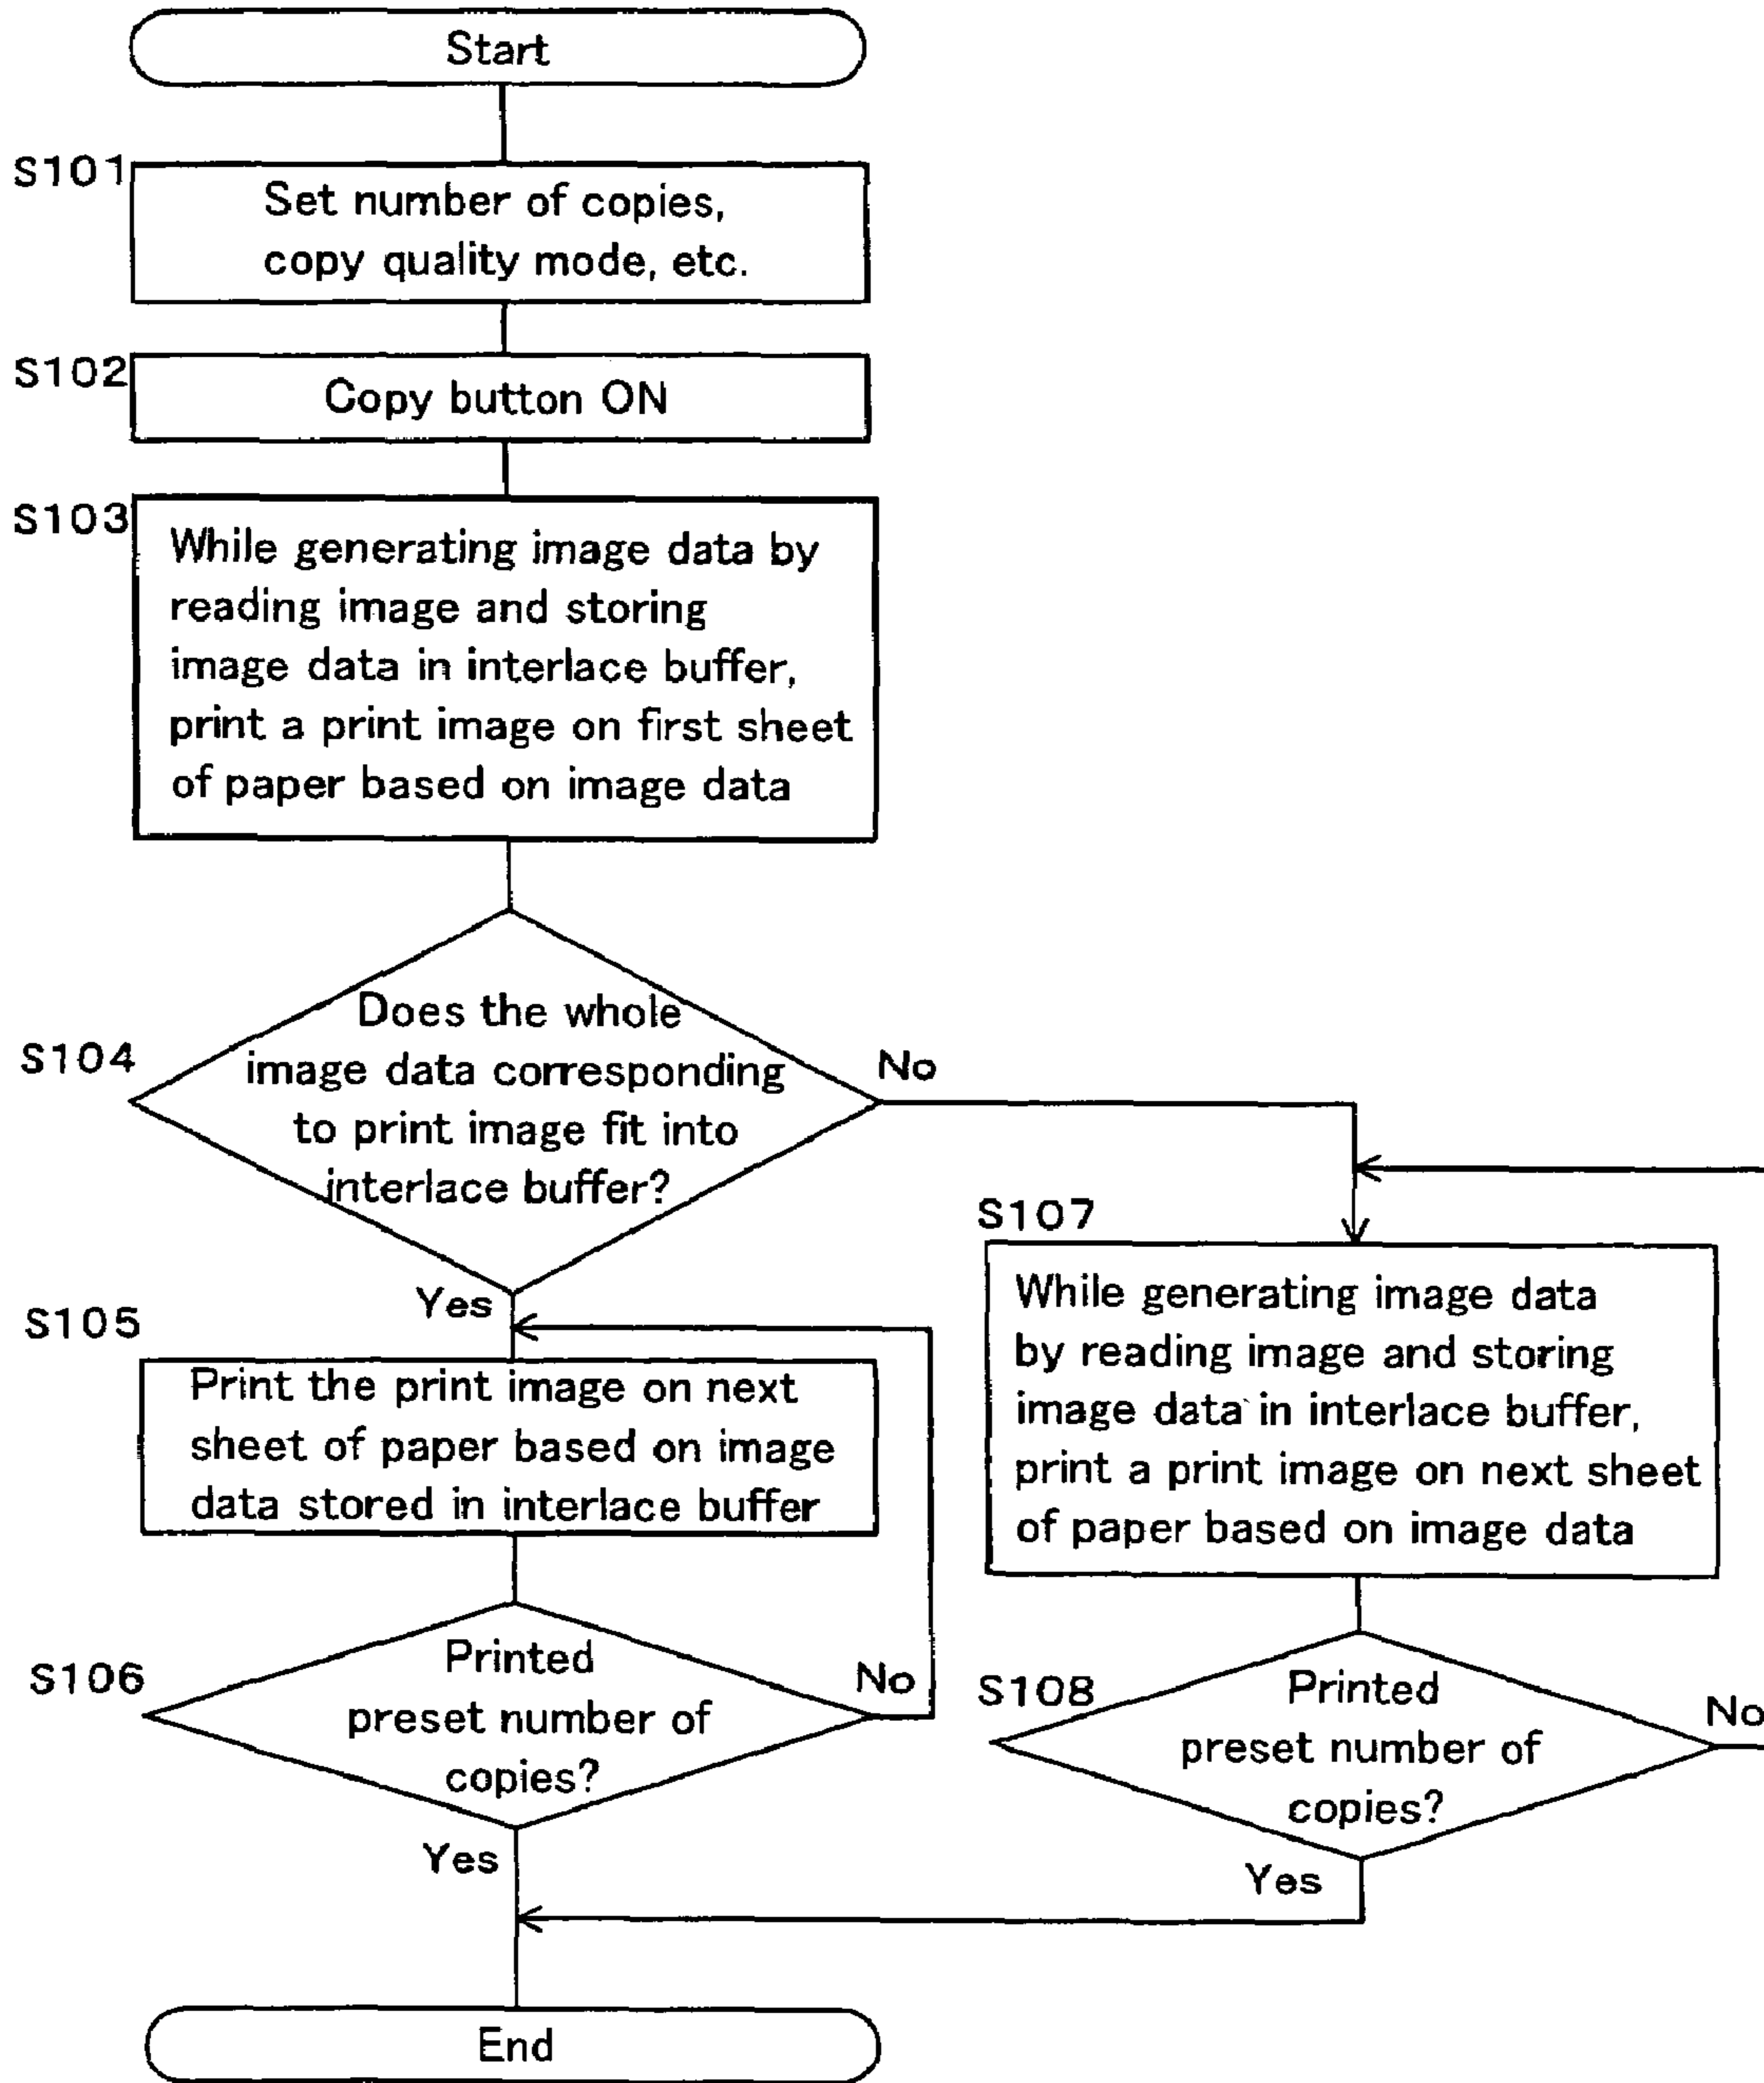 Start
S101
Set number of copies,
copy quality mode, etc.
S102
Copy button ON
S103
While generating image data by
reading image and storing
image data in interlace buffer,
print a print image on first sheet
of paper based on image data
S104
Does the whole
image data corresponding
to print image fit into
interlace buffer?
No
Yes
S105
Print the print image on next
sheet of paper based on image
data stored in interlace buffer
S106
Printed
preset number of
copies?
No
Yes
S107
While generating image data
by reading image and storing
image data in interlace buffer,
print a print image on next sheet
of paper based on image data
S108
Printed
preset number of
copies?
No
Yes
End